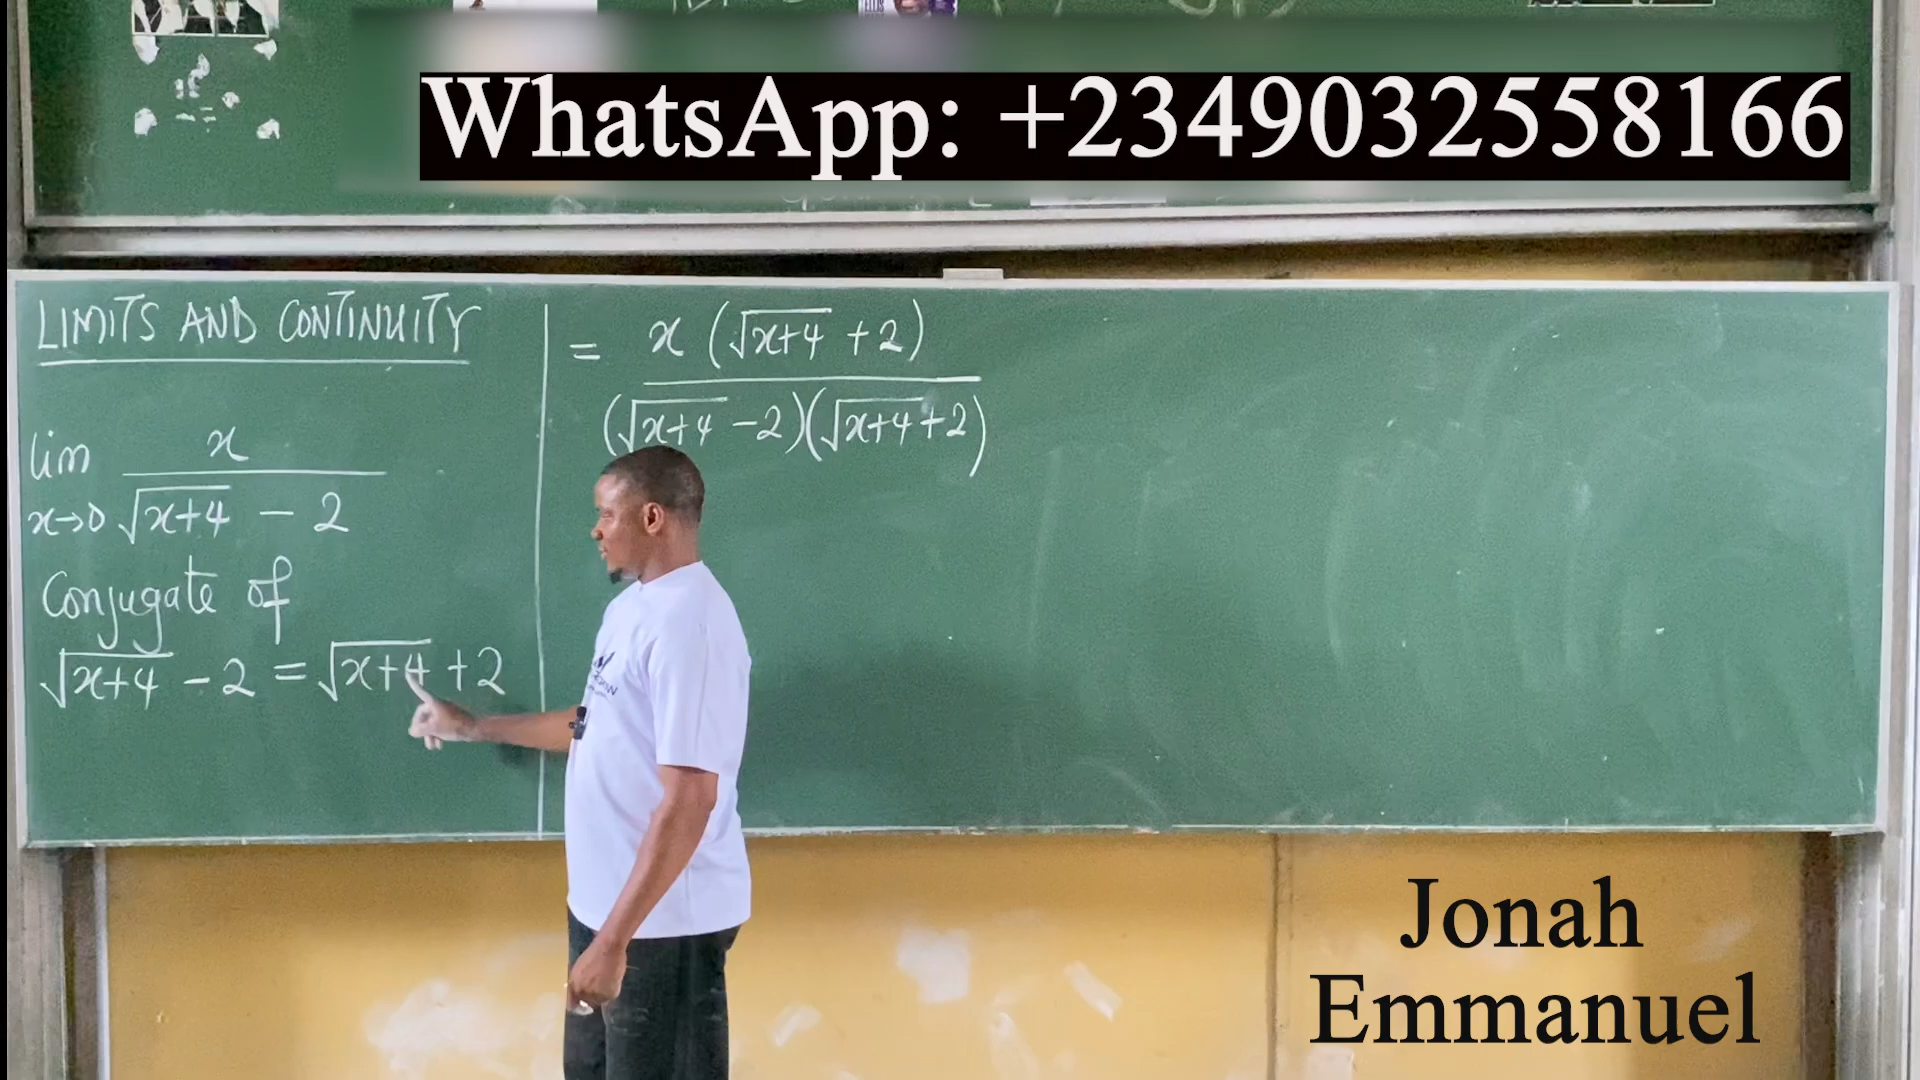 WhatsApp: +2349032558166
LIMITS AND CONTINUITY
lim x→0 x / (√(x+4) − 2)
Conjugate of
√(x+4) − 2 = √(x+4) + 2
= x (√(x+4) + 2) / ((√(x+4) − 2)(√(x+4) + 2))
Jonah
Emmanuel